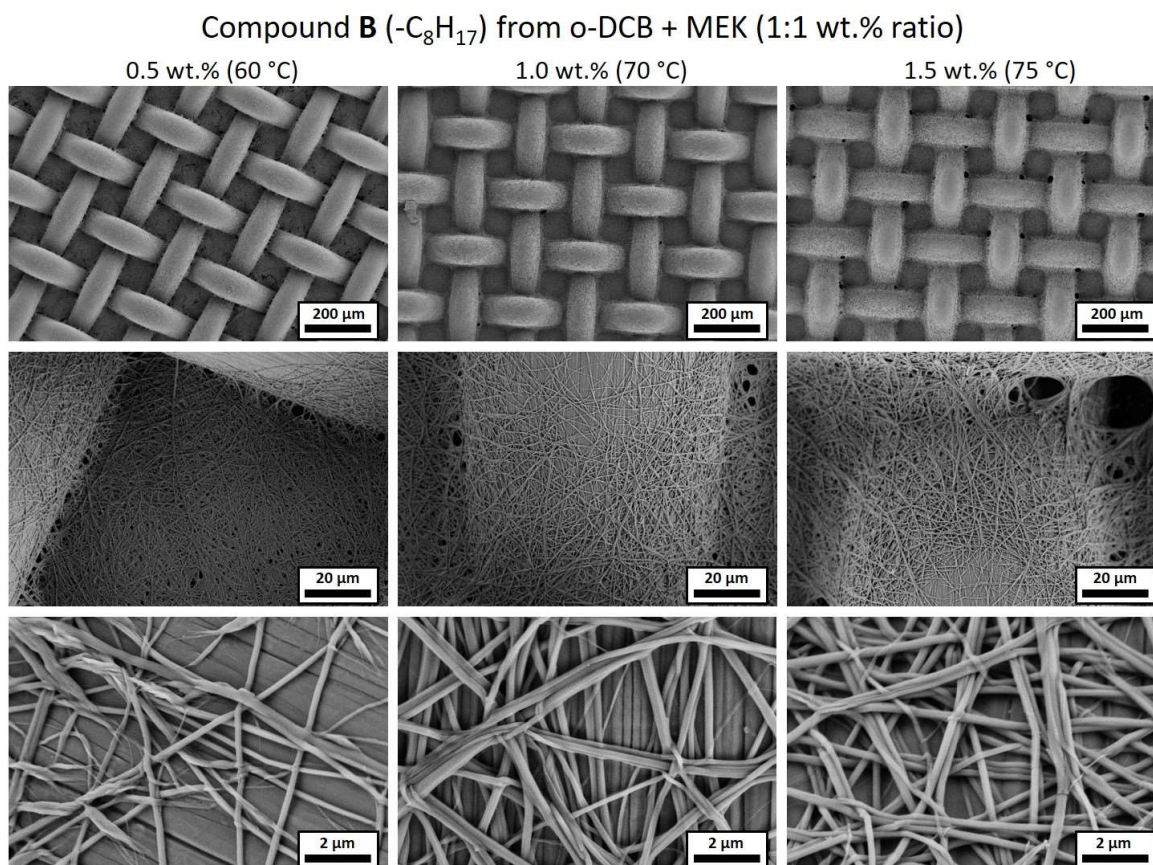 Compound B (-C₈H₁₇) from o-DCB + MEK (1:1 wt.% ratio)
0.5 wt.% (60 °C) 1.0 wt.% (70 °C) 1.5 wt.% (75 °C)
200 µm 200 µm 200 µm
20 µm 20 µm 20 µm
2 µm 2 µm 2 µm